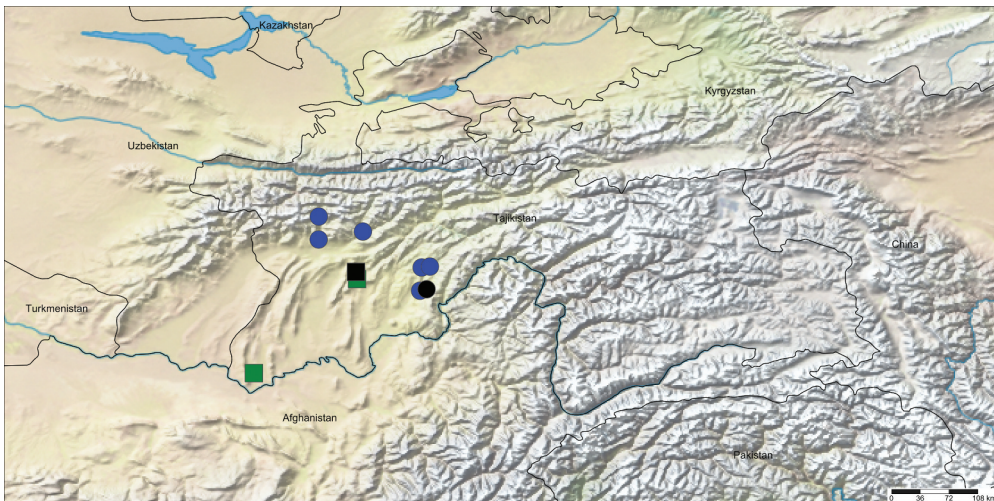 Kazakhstan
Kyrgyzstan
Uzbekistan
Tajikistan
China
Turkmenistan
Afghanistan
Pakistan
0 36 72 108 km